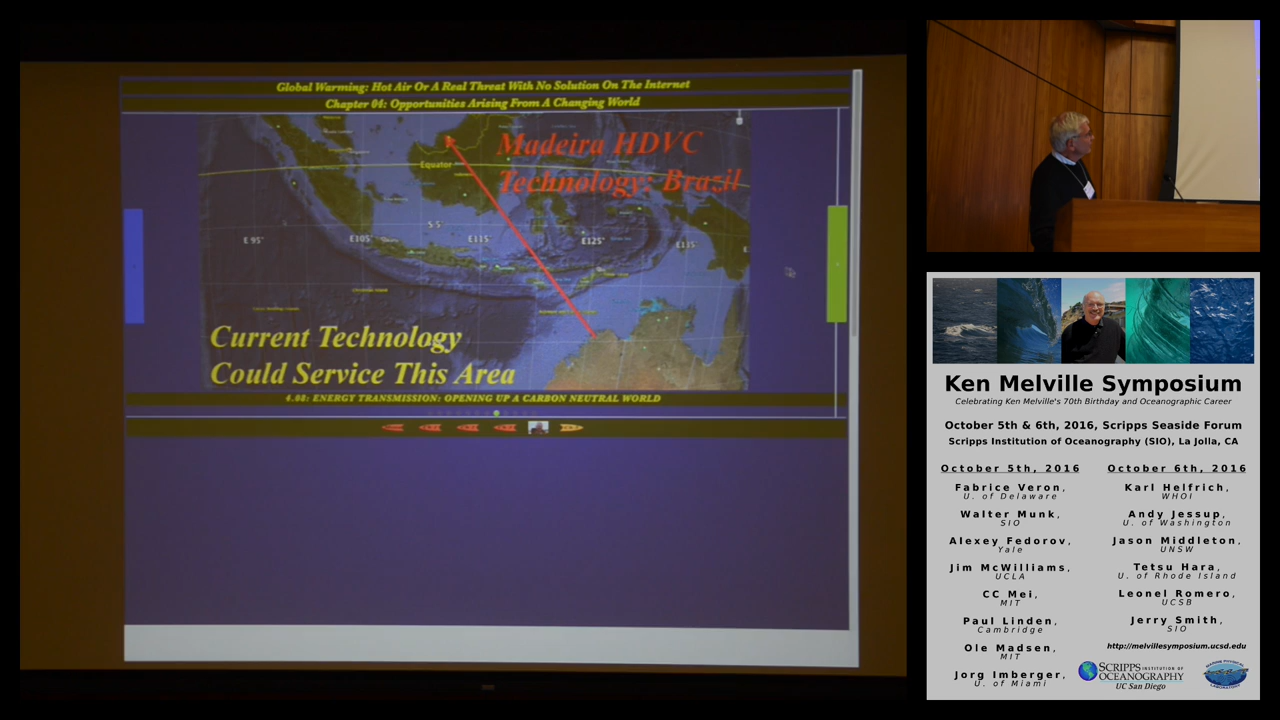 Global Warming: Hot Air Or A Real Threat With No Solution On The Internet
Chapter 04: Opportunities Arising From A Changing World
Madeira HDVC
Technology: Brazil
Equator
5.5°
E 95°
E105°
E115°
E125°
E135°
Current Technology
Could Service This Area
4.08: ENERGY TRANSMISSION: OPENING UP A CARBON NEUTRAL WORLD
Ken Melville Symposium
Celebrating Ken Melville's 70th Birthday and Oceanographic Career
October 5th & 6th, 2016, Scripps Seaside Forum
Scripps Institution of Oceanography (SIO), La Jolla, CA
October 5th, 2016
Fabrice Veron,
U. of Delaware
Walter Munk,
SIO
Alexey Fedorov,
Yale
Jim McWilliams,
UCLA
CC Mei,
MIT
Paul Linden,
Cambridge
Ole Madsen,
MIT
Jorg Imberger,
U. of Miami
October 6th, 2016
Karl Helfrich,
WHOI
Andy Jessup,
U. of Washington
Jason Middleton,
UNSW
Tetsu Hara,
U. of Rhode Island
Leonel Romero,
UCSB
Jerry Smith,
SIO
http://melvillesymposium.ucsd.edu
SCRIPPS INSTITUTION OF
OCEANOGRAPHY
UC San Diego